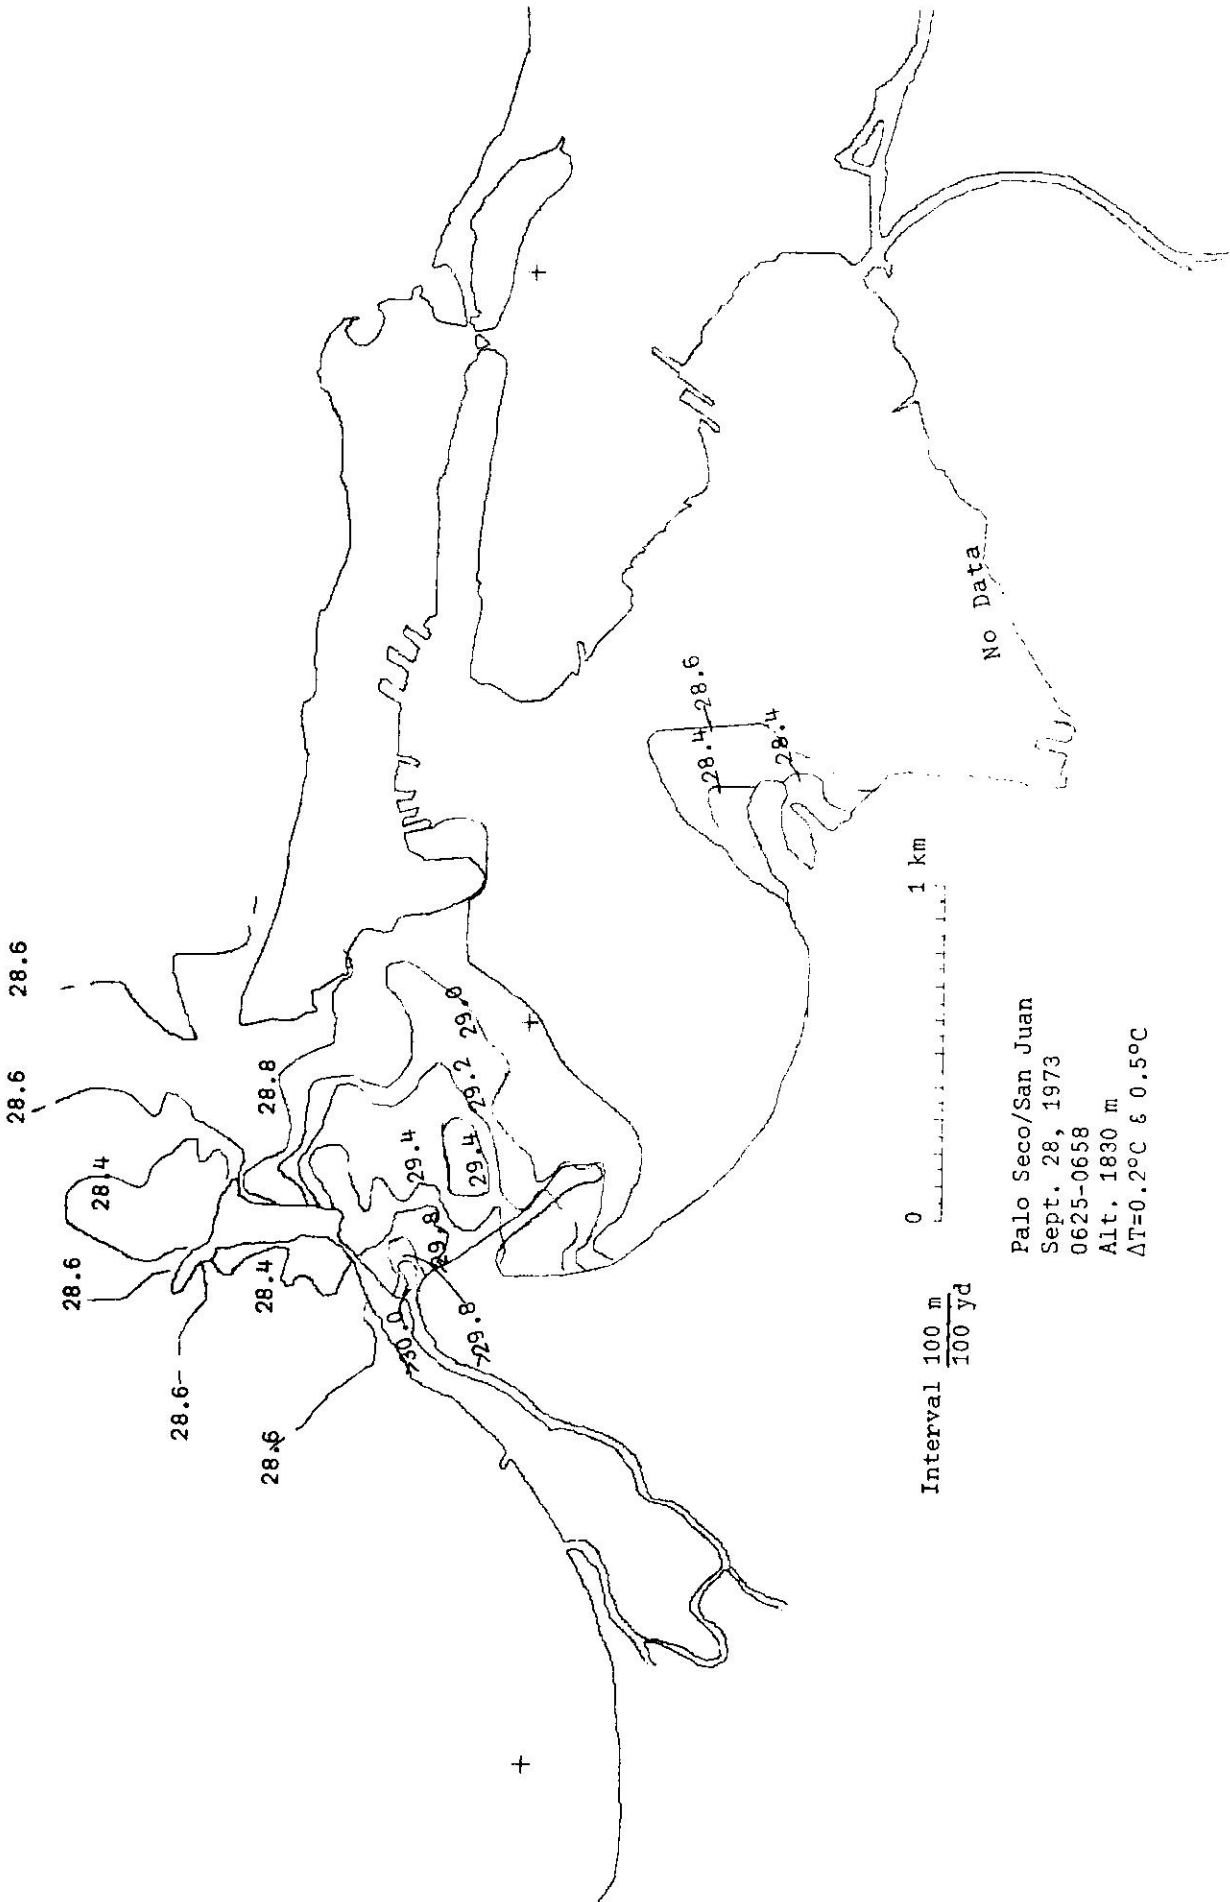 28.6
28.6
28.4
28.6
28.8
28.4
28.6
28.6
29.0
29.2
29.4
29.4
29.8
30.0
29.8
28.6
28.4
28.4
No Data
0 1 km
Interval 100 m
100 yd
Palo Seco/San Juan
Sept. 28, 1973
0625-0658
Alt. 1830 m
ΔT=0.2°C & 0.5°C